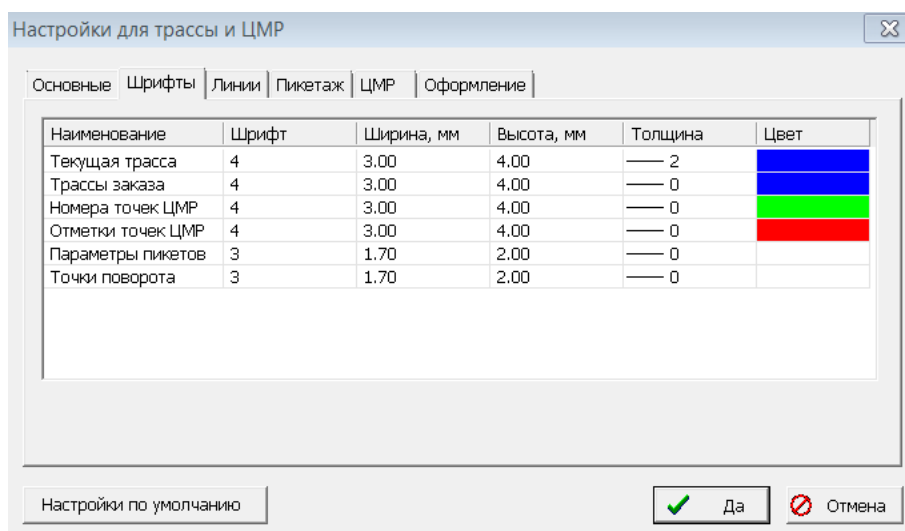 Настройки для трассы и ЦМР
Основные Шрифты Линии Пикетаж ЦМР Оформление
Наименование Шрифт Ширина, мм Высота, мм Толщина Цвет
Текущая трасса 4 3.00 4.00 2
Трассы заказа 4 3.00 4.00 0
Номера точек ЦМР 4 3.00 4.00 0
Отметки точек ЦМР 4 3.00 4.00 0
Параметры пикетов 3 1.70 2.00 0
Точки поворота 3 1.70 2.00 0
Настройки по умолчанию Да Отмена